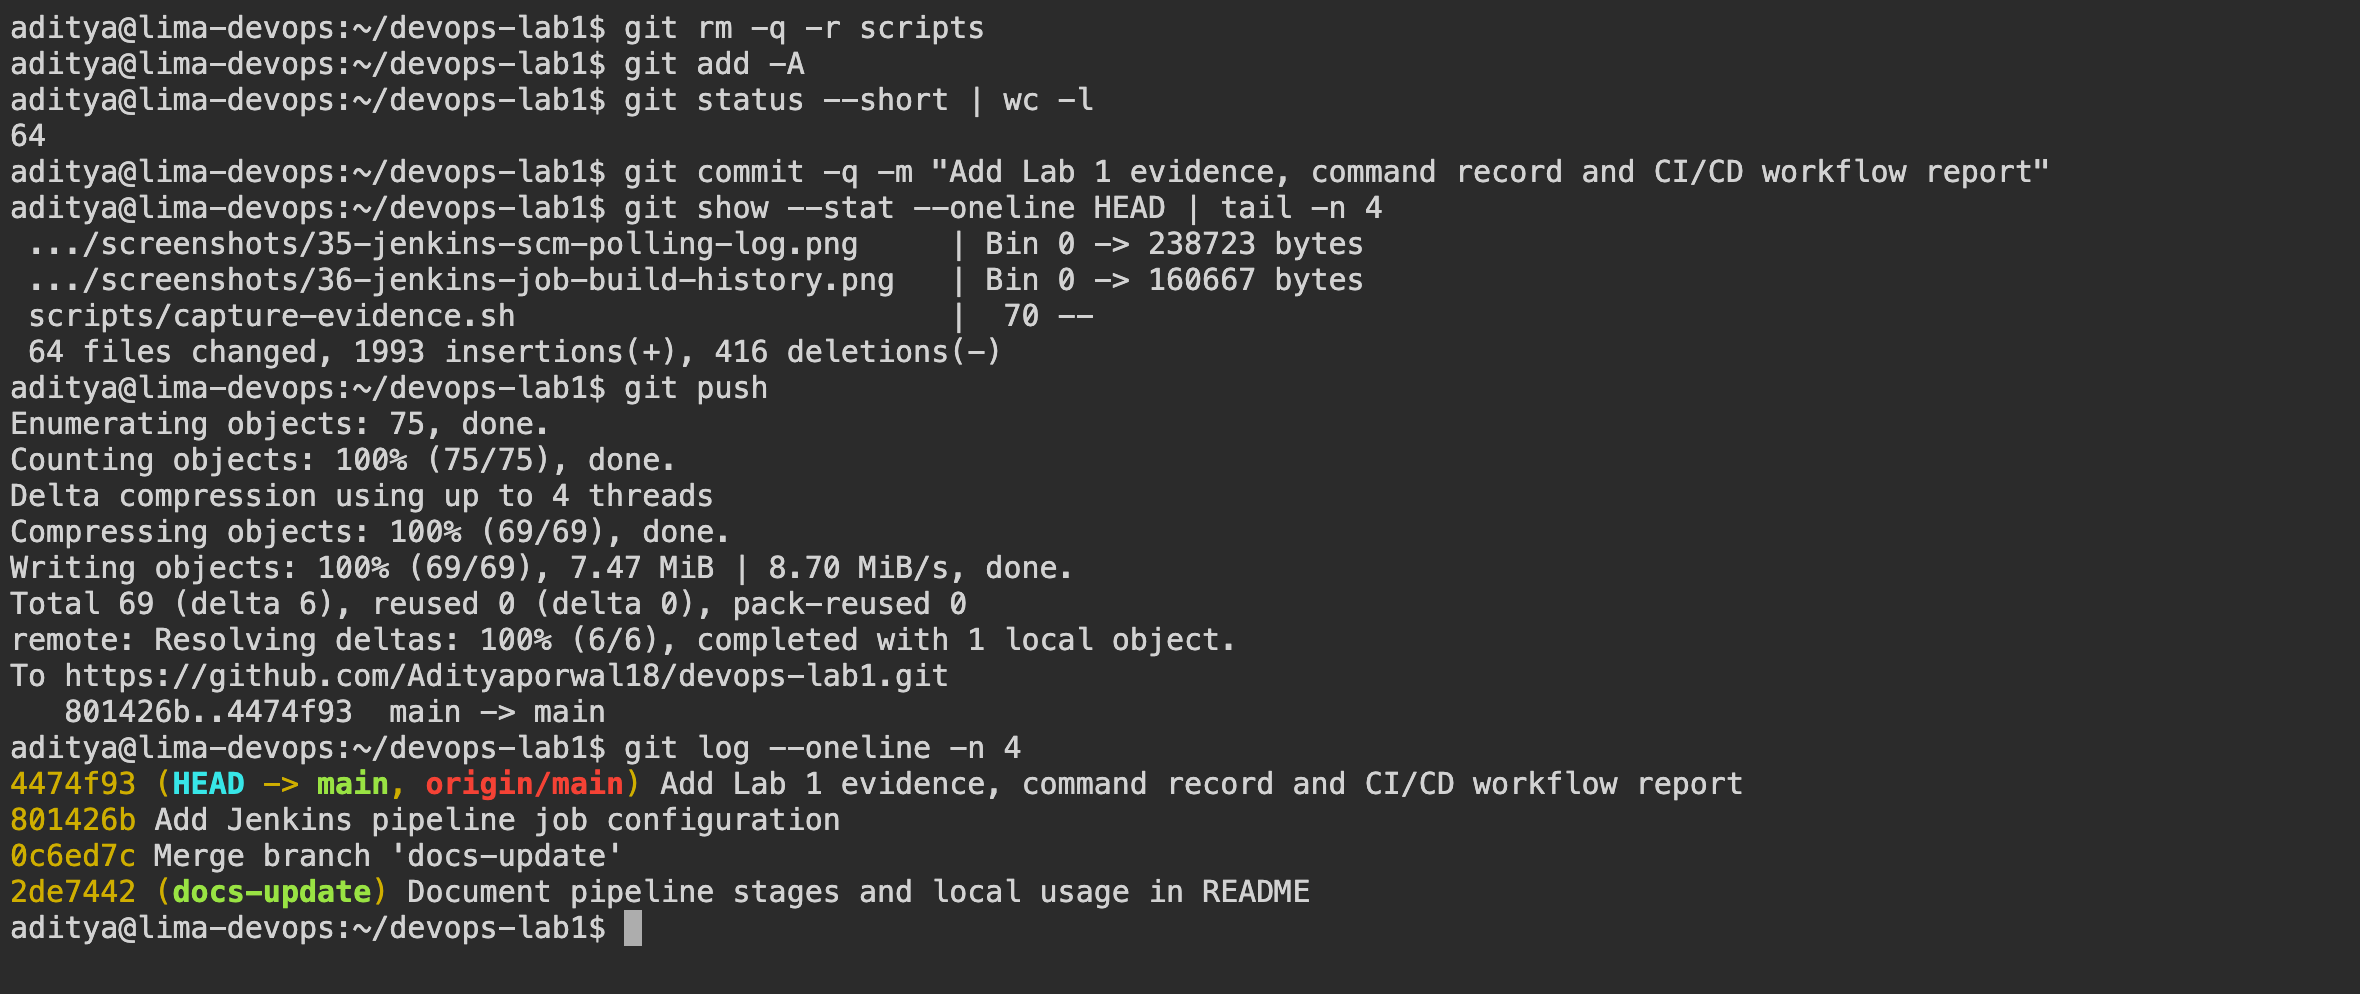 aditya@lima-devops:~/devops-lab1$ git rm -q -r scripts
aditya@lima-devops:~/devops-lab1$ git add -A
aditya@lima-devops:~/devops-lab1$ git status --short | wc -l
64
aditya@lima-devops:~/devops-lab1$ git commit -q -m "Add Lab 1 evidence, command record and CI/CD workflow report"
aditya@lima-devops:~/devops-lab1$ git show --stat --oneline HEAD | tail -n 4
 .../screenshots/35-jenkins-scm-polling-log.png     | Bin 0 -> 238723 bytes
 .../screenshots/36-jenkins-job-build-history.png   | Bin 0 -> 160667 bytes
 scripts/capture-evidence.sh                        |  70 --
 64 files changed, 1993 insertions(+), 416 deletions(-)
aditya@lima-devops:~/devops-lab1$ git push
Enumerating objects: 75, done.
Counting objects: 100% (75/75), done.
Delta compression using up to 4 threads
Compressing objects: 100% (69/69), done.
Writing objects: 100% (69/69), 7.47 MiB | 8.70 MiB/s, done.
Total 69 (delta 6), reused 0 (delta 0), pack-reused 0
remote: Resolving deltas: 100% (6/6), completed with 1 local object.
To https://github.com/Adityaporwal18/devops-lab1.git
   801426b..4474f93  main -> main
aditya@lima-devops:~/devops-lab1$ git log --oneline -n 4
4474f93 (HEAD -> main, origin/main) Add Lab 1 evidence, command record and CI/CD workflow report
801426b Add Jenkins pipeline job configuration
0c6ed7c Merge branch 'docs-update'
2de7442 (docs-update) Document pipeline stages and local usage in README
aditya@lima-devops:~/devops-lab1$